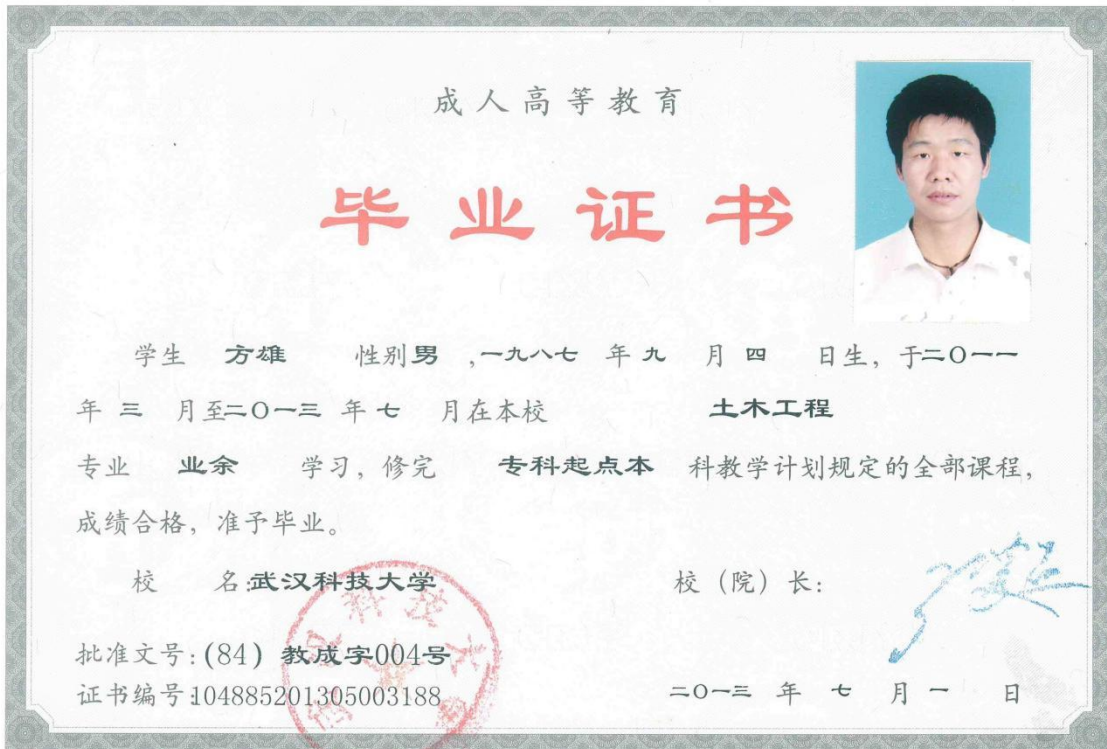 成人高等教育
毕业证书
学生 方雄 性别男,一九八七 年 九 月 四 日生, 于二〇一一
年 三 月至二〇一三 年 七 月在本校 土木工程
专业 业余 学习, 修完 专科起点本 科教学计划规定的全部课程,
成绩合格, 准予毕业。
校 名:武汉科技大学 校 (院) 长:
批准文号:(84) 教成字004号
证书编号:104885201305003188 二〇一三 年 七 月 一 日